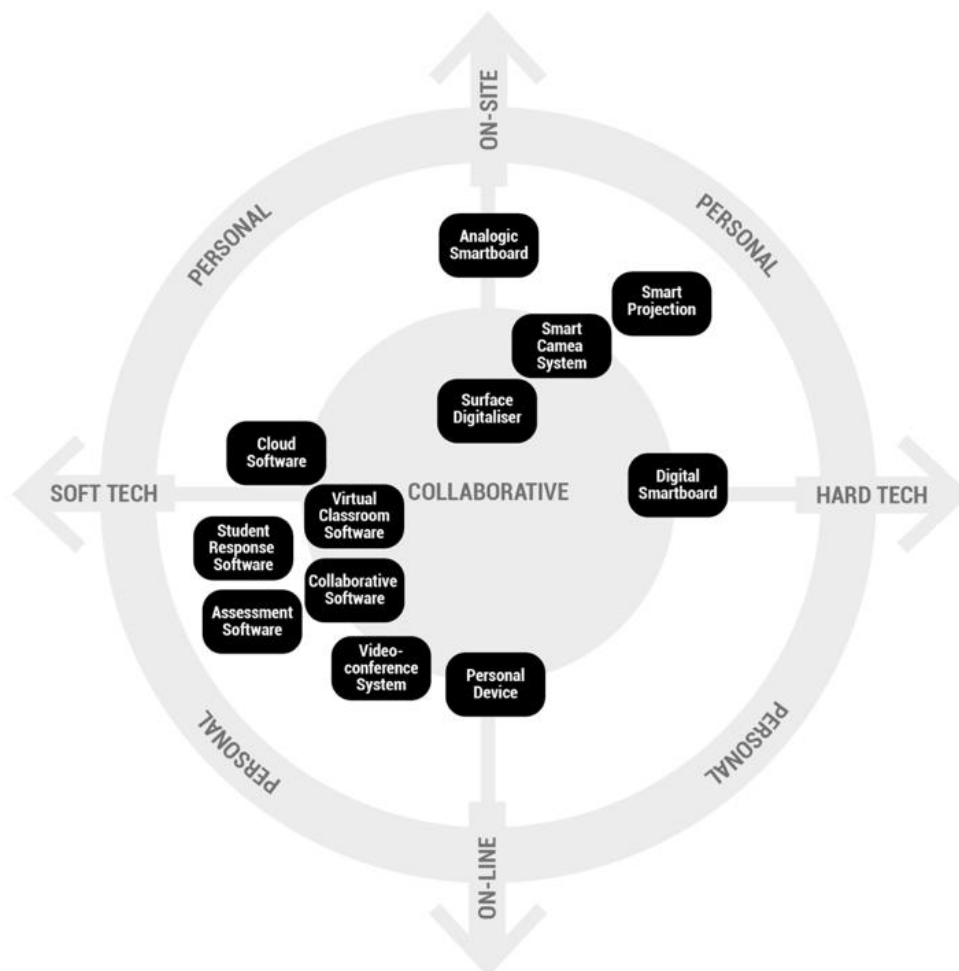 ON-SITE
PERSONAL
PERSONAL
Analogic
Smartboard
Smart
Projection
Smart
Camea
System
Surface
Digitaliser
Cloud
Software
SOFT TECH
COLLABORATIVE
Digital
Smartboard
HARD TECH
Virtual
Classroom
Software
Student
Response
Software
Collaborative
Software
Assessment
Software
Video-
conference
System
Personal
Device
PERSONAL
PERSONAL
ON-LINE